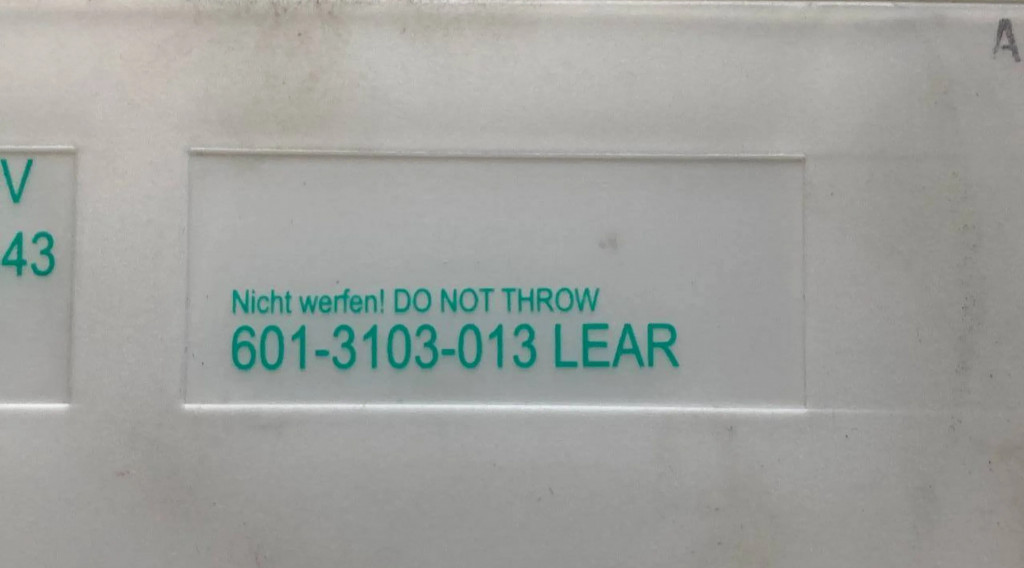 A
V
43
Nicht werfen! DO NOT THROW
601-3103-013 LEAR